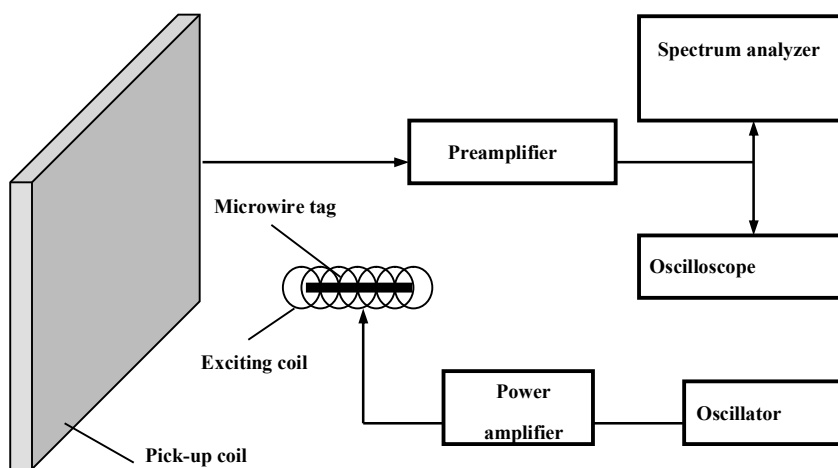 Spectrum analyzer
Preamplifier
Microwire tag
Oscilloscope
Exciting coil
Power
amplifier
Oscillator
Pick-up coil